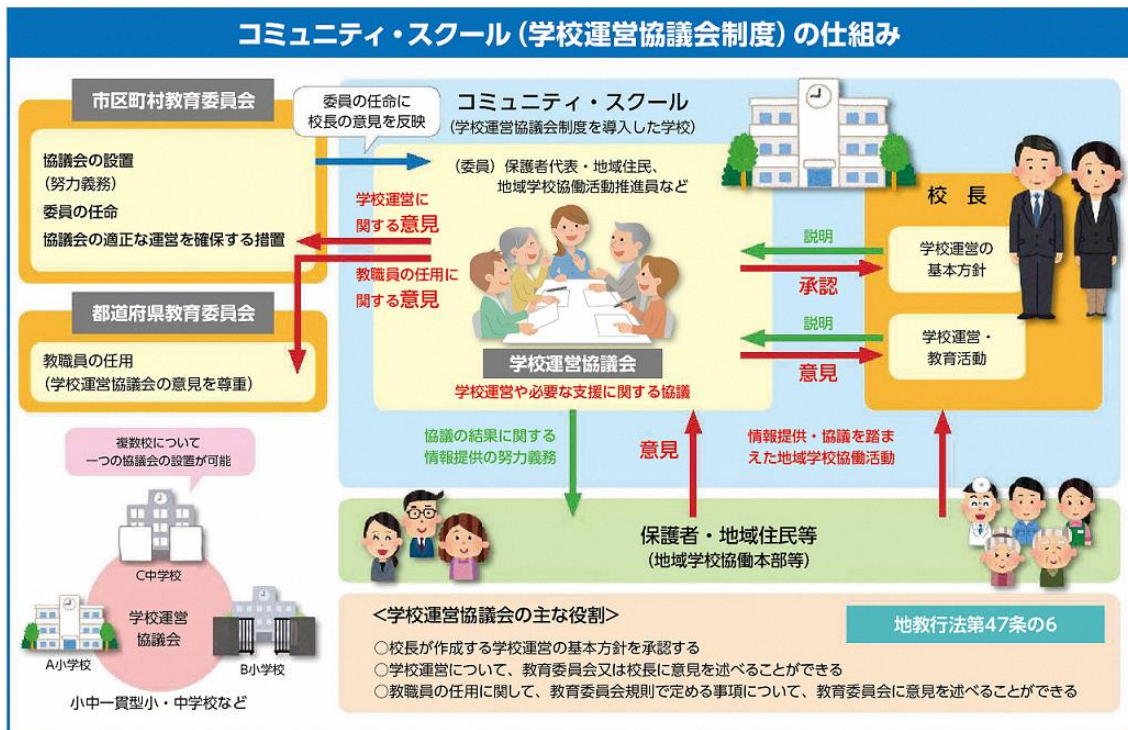 コミュニティ・スクール(学校運営協議会制度)の仕組み
市区町村教育委員会
協議会の設置
(努力義務)
委員の任命
協議会の適正な運営を確保する措置
委員の任命に
校長の意見を反映
コミュニティ・スクール
(学校運営協議会制度を導入した学校)
(委員)保護者代表・地域住民、
地域学校協働活動推進員など
学校運営に
関する意見
教職員の任用に
関する意見
都道府県教育委員会
教職員の任用
(学校運営協議会の意見を尊重)
学校運営協議会
学校運営や必要な支援に関する協議
校長
説明
承認
学校運営の
基本方針
説明
意見
学校運営・
教育活動
協議の結果に関する
情報提供の努力義務
意見
情報提供・協議を踏ま
えた地域学校協働活動
保護者・地域住民等
(地域学校協働本部等)
複数校について
一つの協議会の設置が可能
C中学校
学校運営
協議会
A小学校
B小学校
小中一貫型小・中学校など
<学校運営協議会の主な役割>
地教行法第47条の6
○校長が作成する学校運営の基本方針を承認する
○学校運営について、教育委員会又は校長に意見を述べることができる
○教職員の任用に関して、教育委員会規則で定める事項について、教育委員会に意見を述べることができる